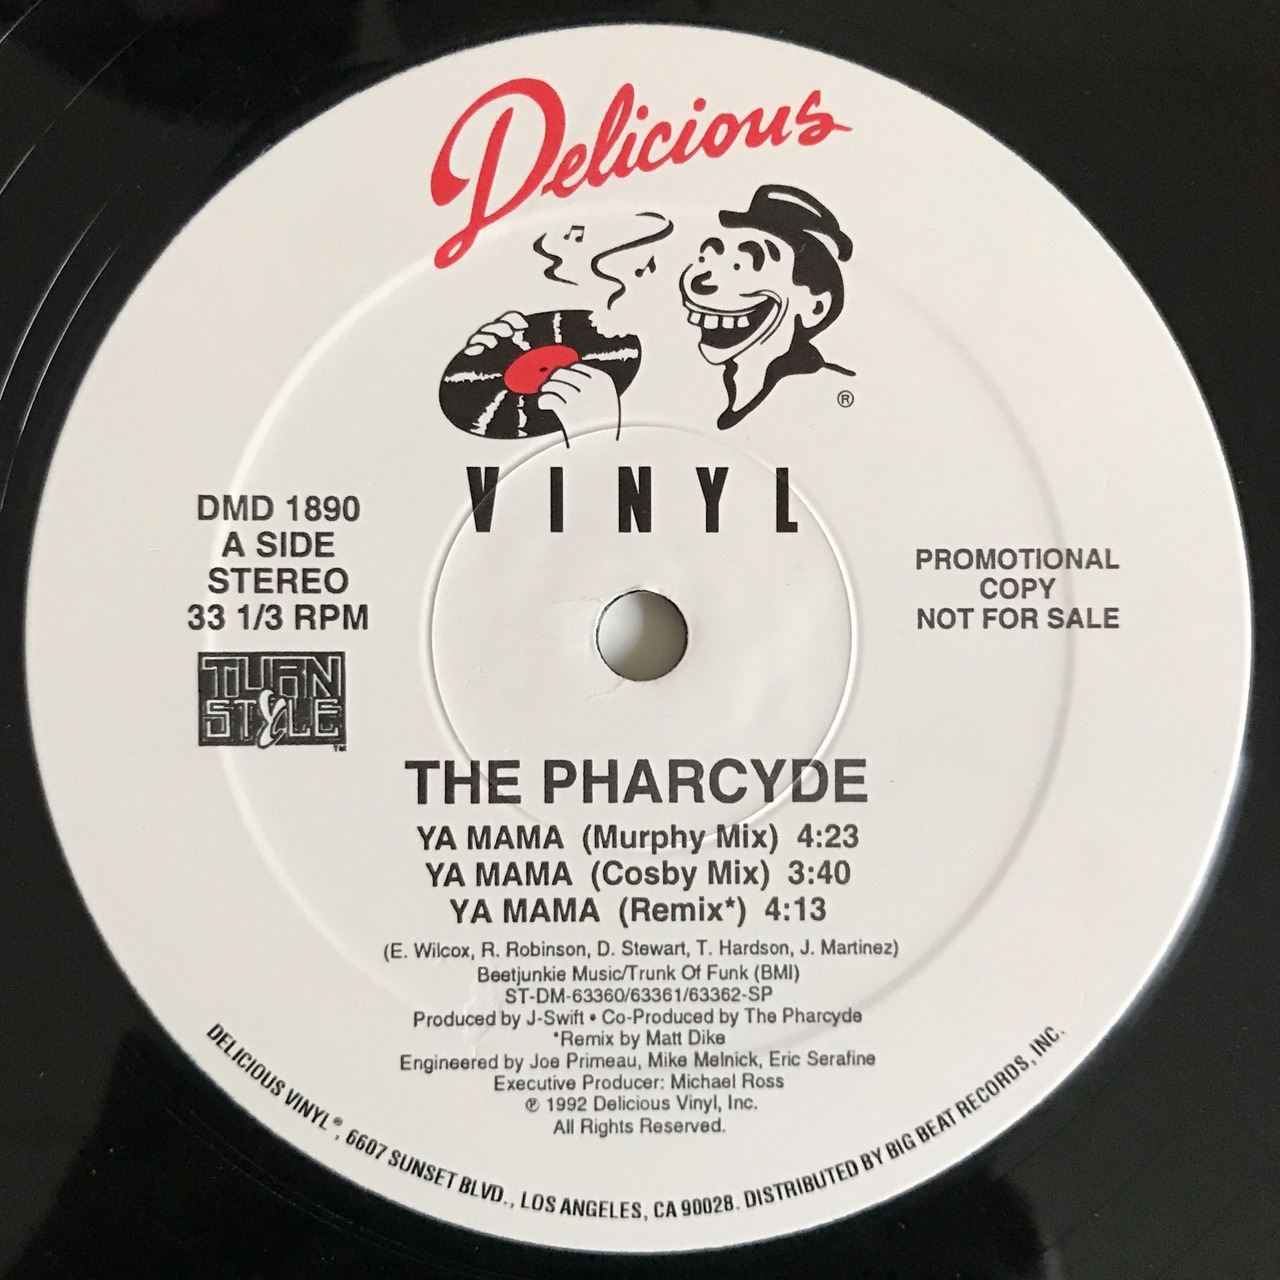 Delicious
®
VINYL
DMD 1890
A SIDE
STEREO
33 1/3 RPM
PROMOTIONAL
COPY
NOT FOR SALE
TURN
STYLE
TM
THE PHARCYDE
YA MAMA (Murphy Mix) 4:23
YA MAMA (Cosby Mix) 3:40
YA MAMA (Remix*) 4:13
(E. Wilcox, R. Robinson, D. Stewart, T. Hardson, J. Martinez)
Beetjunkie Music/Trunk Of Funk (BMI)
ST-DM-63360/63361/63362-SP
Produced by J-Swift • Co-Produced by The Pharcyde
*Remix by Matt Dike
Engineered by Joe Primeau, Mike Melnick, Eric Serafine
Executive Producer: Michael Ross
℗ 1992 Delicious Vinyl, Inc.
All Rights Reserved.
DELICIOUS VINYL®, 6607 SUNSET BLVD., LOS ANGELES, CA 90028. DISTRIBUTED BY BIG BEAT RECORDS, INC.